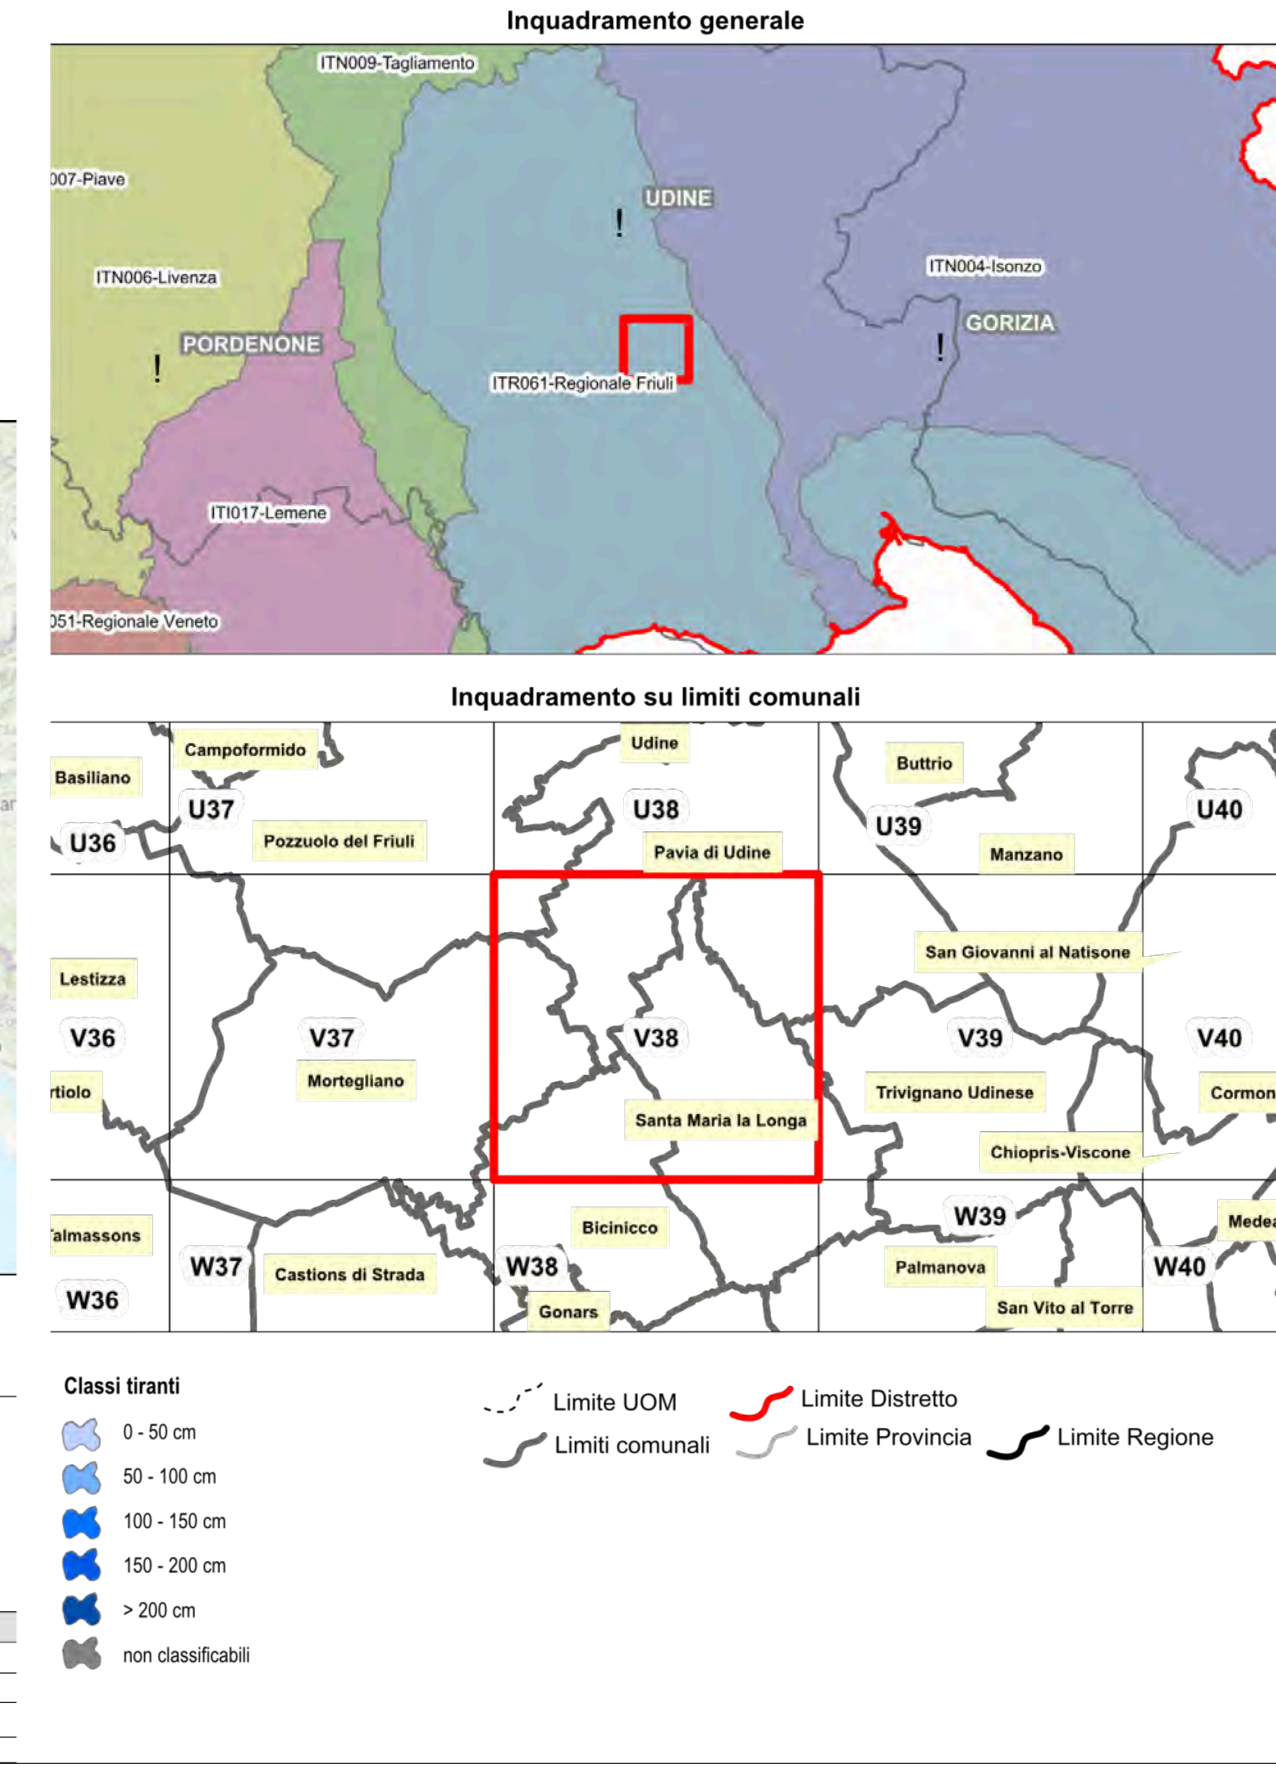 Inquadramento generale
ITN009-Tagliamento
007-Piave
UDINE
!
ITN006-Livenza
ITN004-Isonzo
GORIZIA
!
PORDENONE
!
ITR061-Regionale Friuli
ITI017-Lemene
051-Regionale Veneto
Inquadramento su limiti comunali
Campoformido
Udine
Basiliano
Buttrio
U37
U38
U39
U40
U36
Pozzuolo del Friuli
Pavia di Udine
Manzano
San Giovanni al Natisone
Lestizza
V36
V37
V38
V39
V40
Mortegliano
rtiolo
Trivignano Udinese
Cormon
Santa Maria la Longa
Chiopris-Viscone
W39
Medea
Bicinicco
almassons
W37
Castions di Strada
W38
Palmanova
W40
W36
Gonars
San Vito al Torre
Classi tiranti
0 - 50 cm
50 - 100 cm
100 - 150 cm
150 - 200 cm
> 200 cm
non classificabili
Limite UOM
Limite Distretto
Limiti comunali
Limite Provincia
Limite Regione